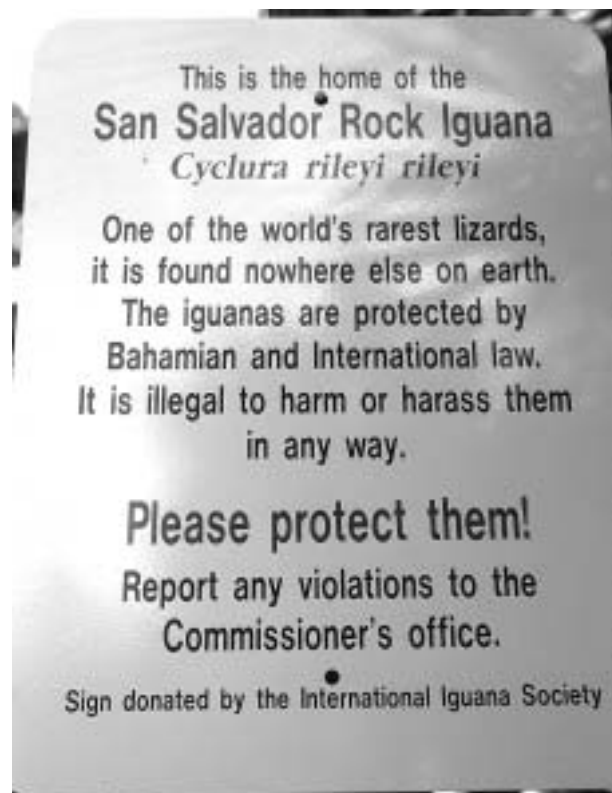 This is the home of the
San Salvador Rock Iguana
Cyclura rileyi rileyi
One of the world's rarest lizards,
it is found nowhere else on earth.
The iguanas are protected by
Bahamian and International law.
It is illegal to harm or harass them
in any way.
Please protect them!
Report any violations to the
Commissioner's office.
Sign donated by the International Iguana Society